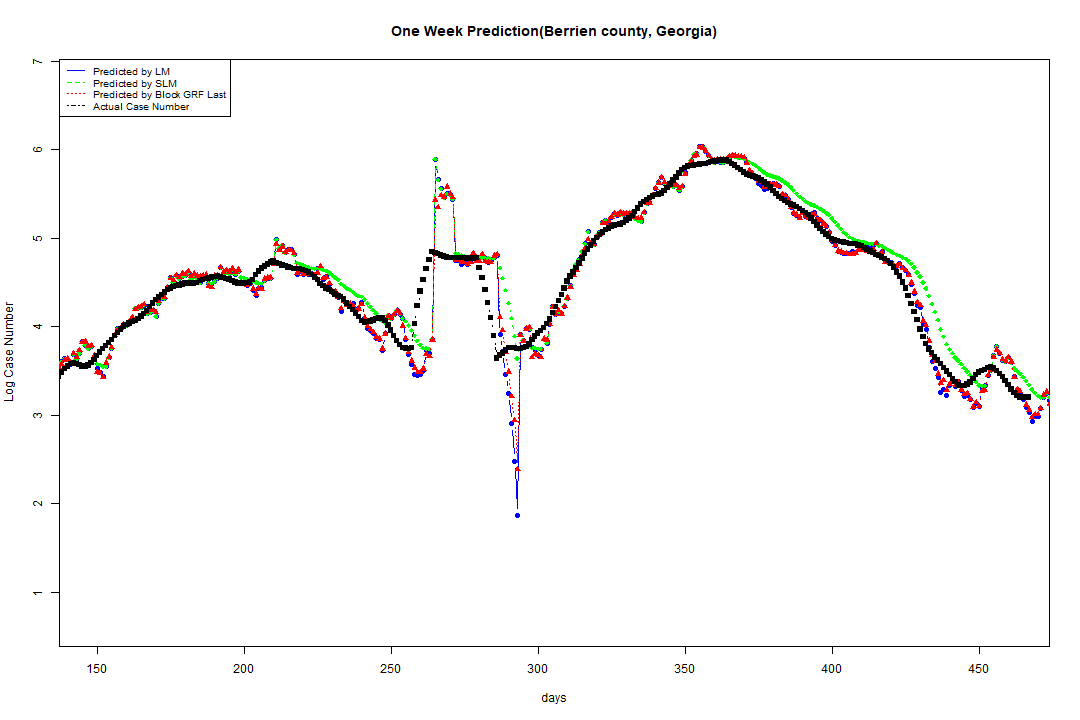 One Week Prediction(Berrien county, Georgia)
Predicted by LM
Predicted by SLM
Predicted by Block GRF Last
Actual Case Number
Log Case Number
7
6
5
4
3
2
1
150 200 250 300 350 400 450
days